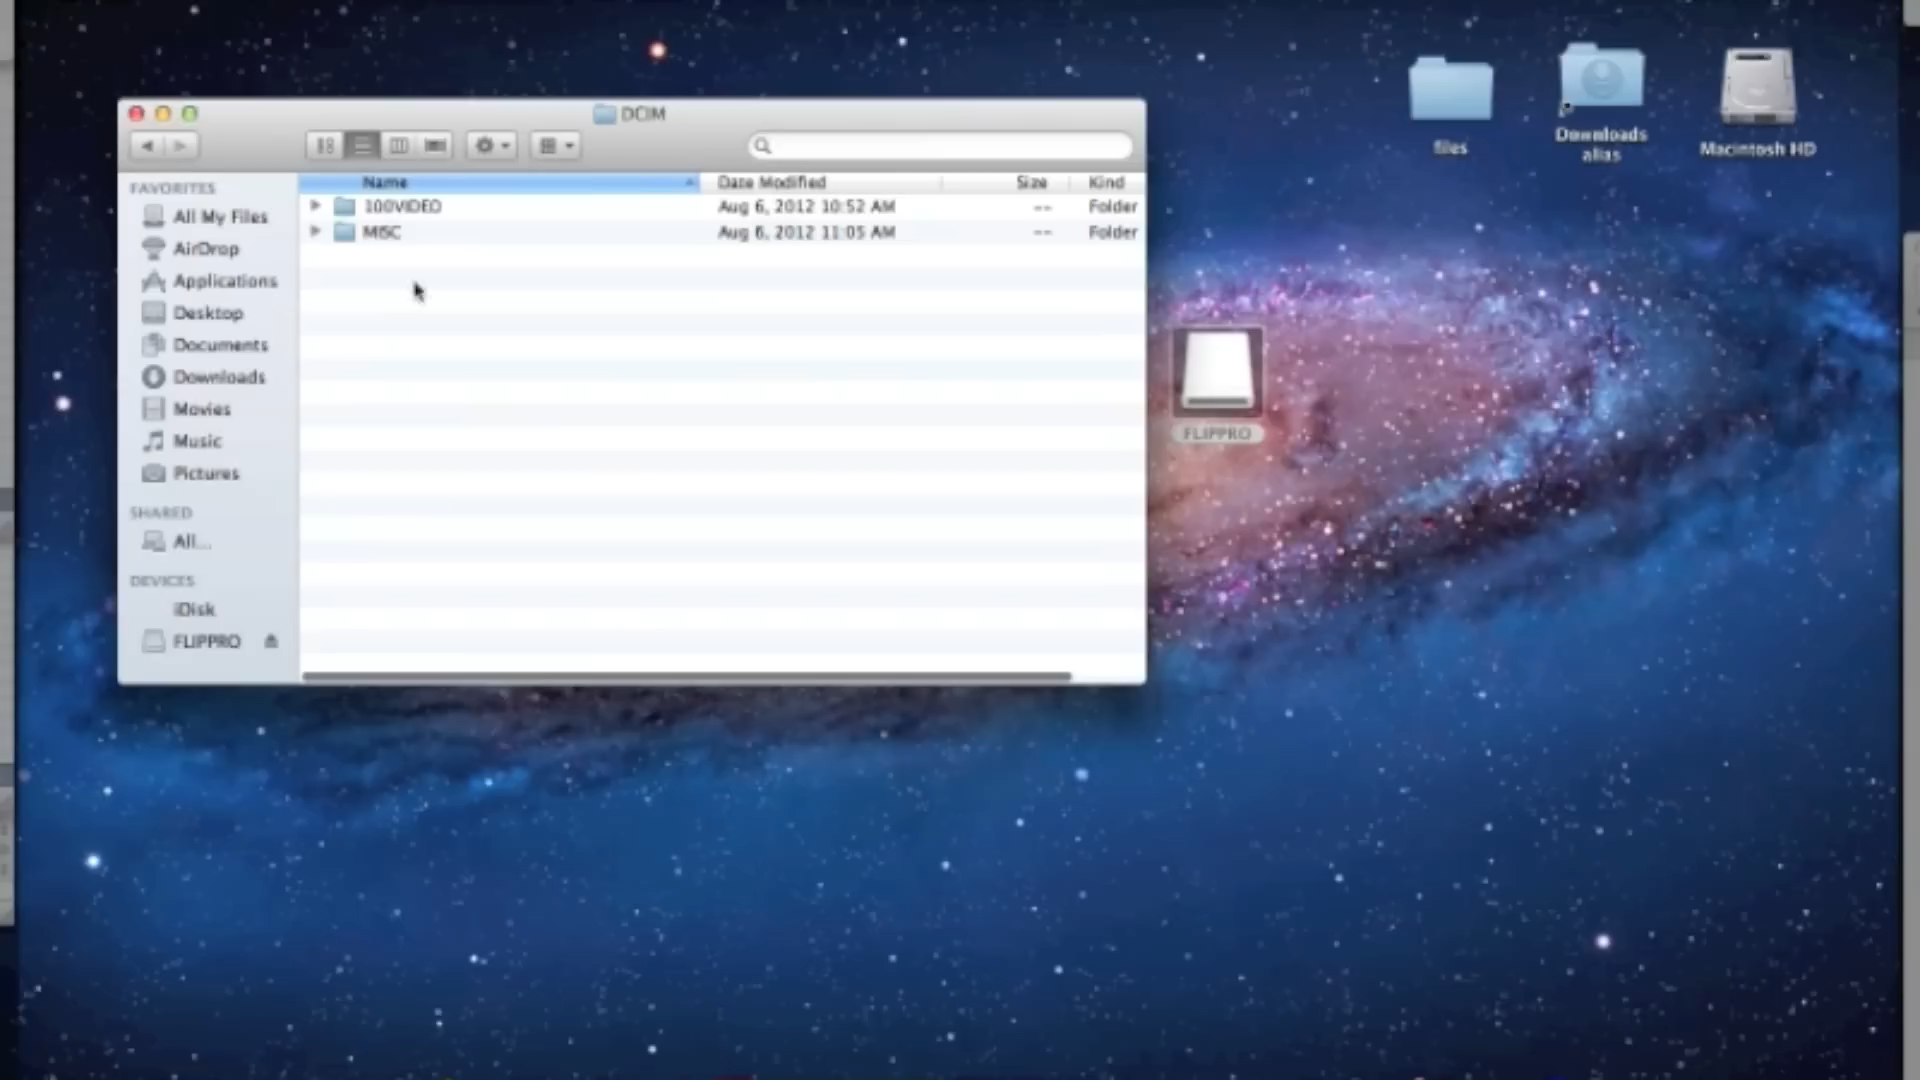 DCIM
Name Date Modified Size Kind
100VIDEO Aug 6, 2012 10:52 AM -- Folder
MISC Aug 6, 2012 11:05 AM -- Folder
FAVORITES
All My Files
AirDrop
Applications
Desktop
Documents
Downloads
Movies
Music
Pictures
SHARED
All...
DEVICES
iDisk
FLIPPRO
files
Downloads
alias
Macintosh HD
FLIPPRO